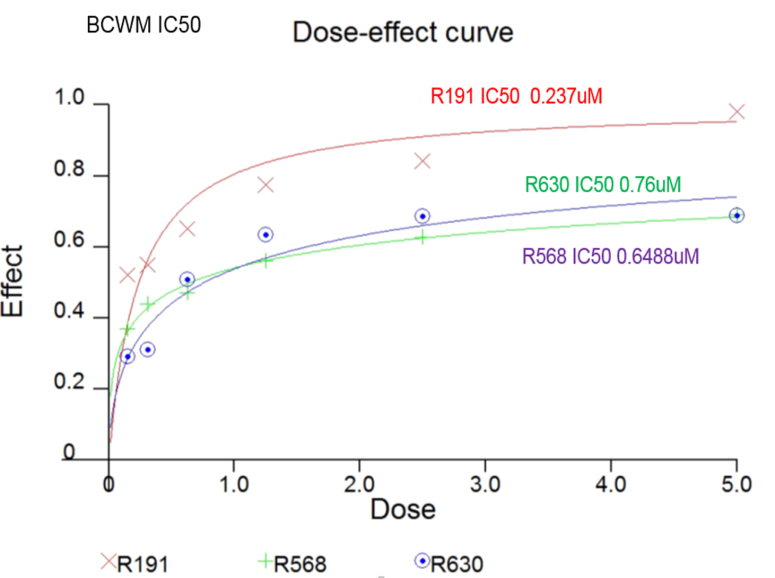 BCWM IC50
Dose-effect curve
R191 IC50 0.237uM
R630 IC50 0.76uM
R568 IC50 0.6488uM
Effect
1.0
0.8
0.6
0.4
0.2
0
0 1.0 2.0 3.0 4.0 5.0
Dose
R191 R568 R630